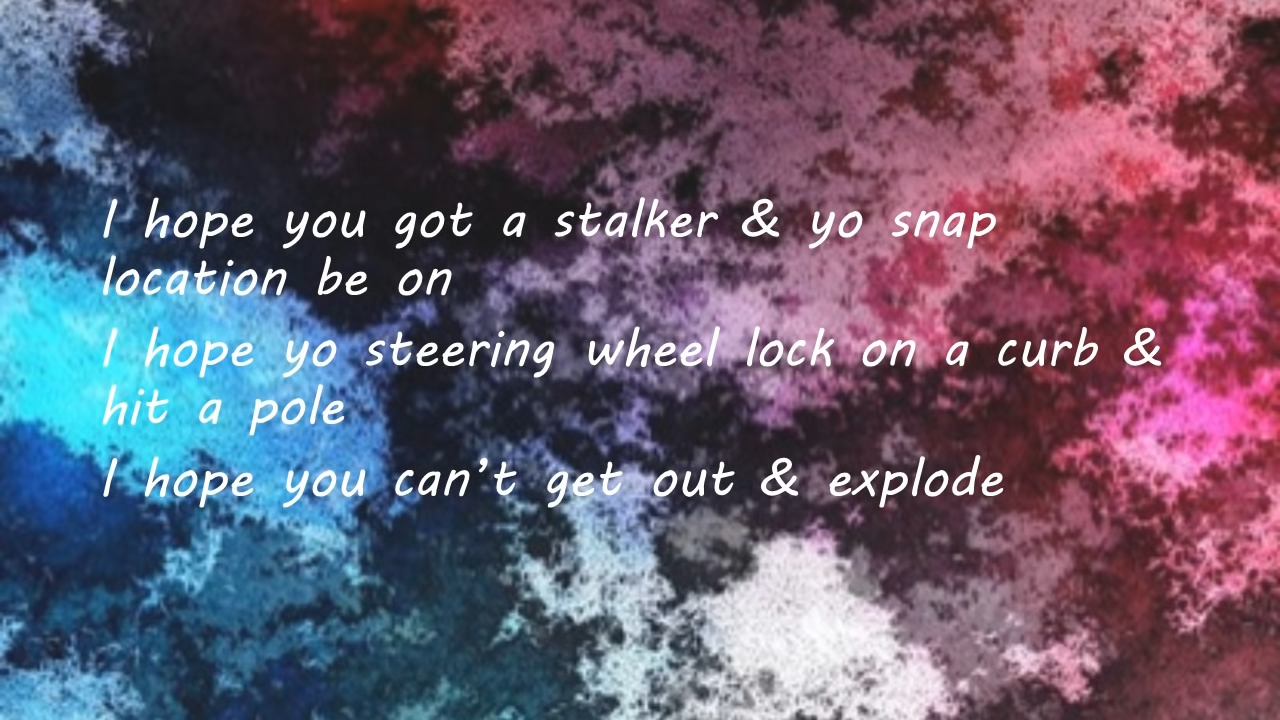 I hope you got a stalker & yo snap
location be on
I hope yo steering wheel lock on a curb &
hit a pole
I hope you can’t get out & explode